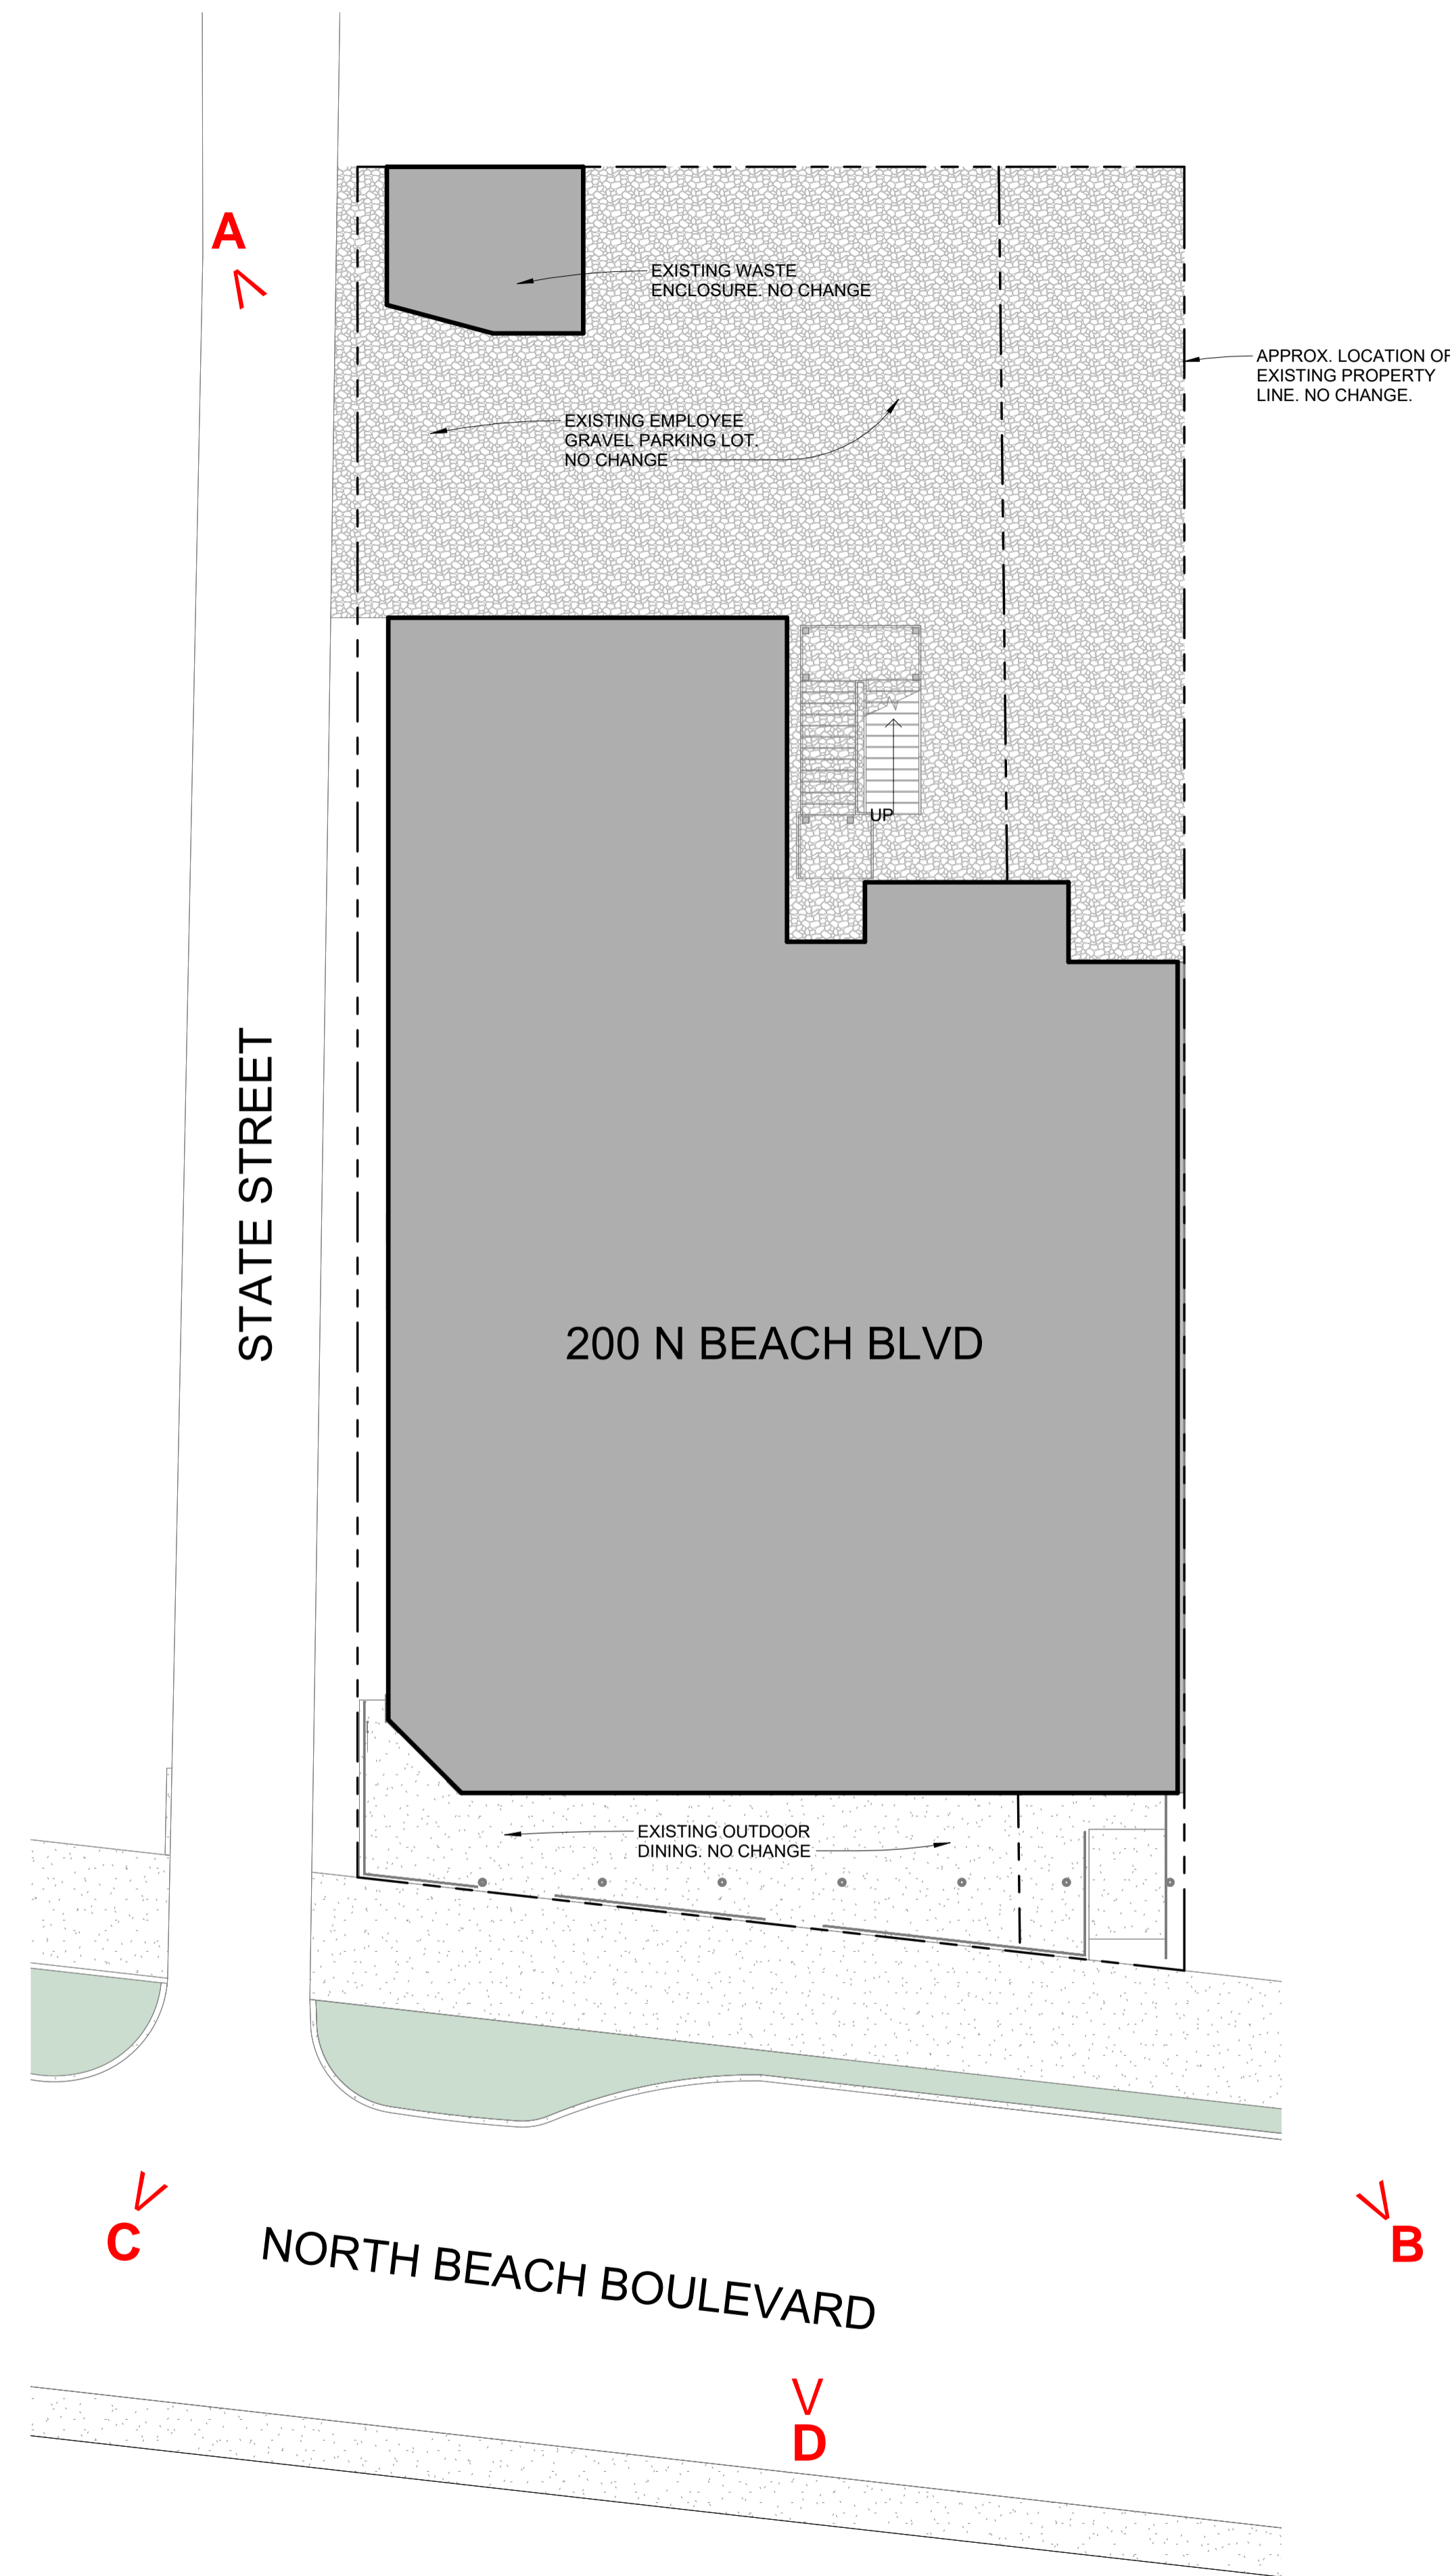 A
EXISTING WASTE
ENCLOSURE. NO CHANGE
APPROX. LOCATION OF
EXISTING PROPERTY
LINE. NO CHANGE.
EXISTING EMPLOYEE
GRAVEL PARKING LOT.
NO CHANGE
UP
STATE STREET
200 N BEACH BLVD
EXISTING OUTDOOR
DINING. NO CHANGE
C
B
NORTH BEACH BOULEVARD
D